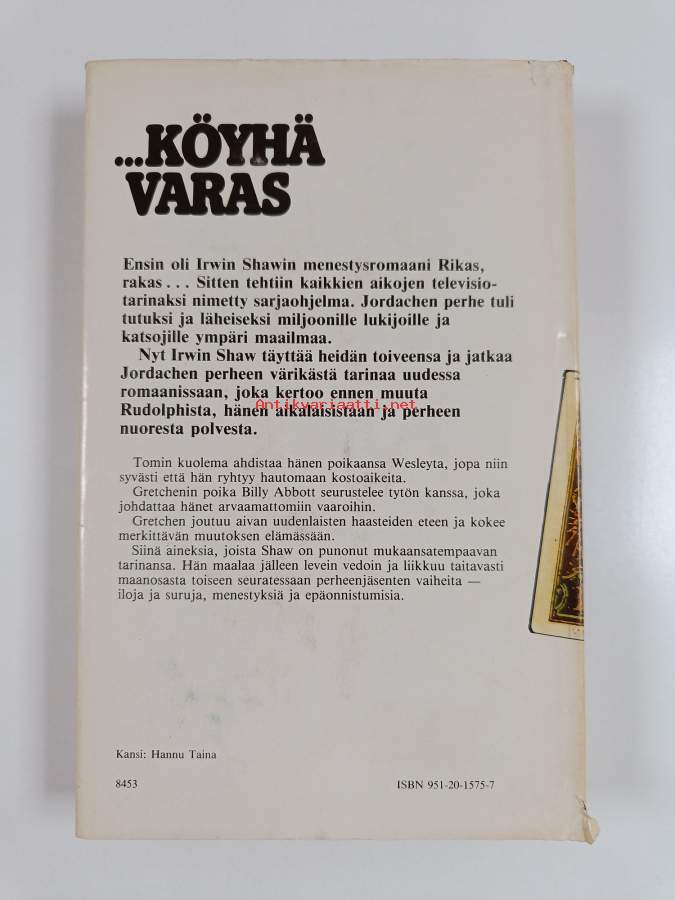 ...KÖYHÄ
VARAS
Ensin oli Irwin Shawin menestysromaani Rikas,
rakas . . . Sitten tehtiin kaikkien aikojen televisio-
tarinaksi nimetty sarjaohjelma. Jordachen perhe tuli
tutuksi ja läheiseksi miljoonille lukijoille ja
katsojille ympäri maailmaa.
Nyt Irwin Shaw täyttää heidän toiveensa ja jatkaa
Jordachen perheen värikästä tarinaa uudessa
romaanissaan, joka kertoo ennen muuta
Rudolphista, hänen aikalaisistaan ja perheen
Antikvariaatti.net
nuoresta polvesta.
Tomin kuolema ahdistaa hänen poikaansa Wesleyta, jopa niin
syvästi että hän ryhtyy hautomaan kostoaikeita.
Gretchenin poika Billy Abbott seurustelee tytön kanssa, joka
johdattaa hänet arvaamattomiin vaaroihin.
Gretchen joutuu aivan uudenlaisten haasteiden eteen ja kokee
merkittävän muutoksen elämässään.
Siinä aineksia, joista Shaw on punonut mukaansatempaavan
tarinansa. Hän maalaa jälleen levein vedoin ja liikkuu taitavasti
maanosasta toiseen seuratessaan perheenjäsenten vaiheita —
iloja ja suruja, menestyksiä ja epäonnistumisia.
Kansi: Hannu Taina
8453
ISBN 951-20-1575-7